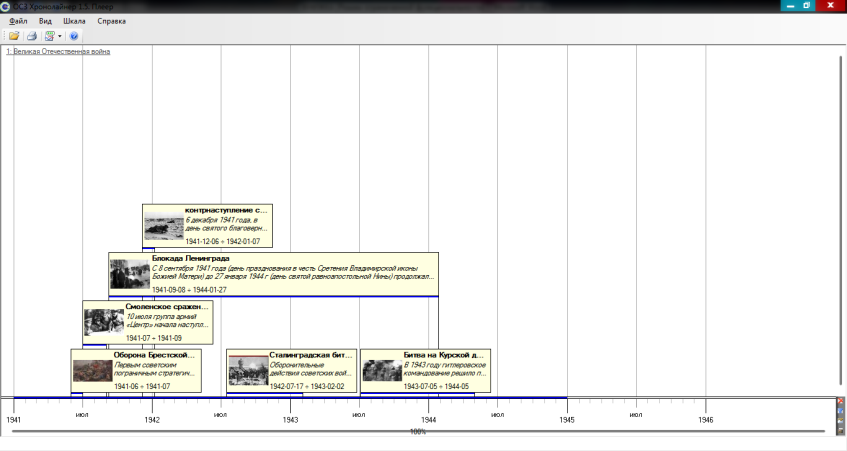 ОС3 Хронолайнер 1.5. Плеер
Файл Вид Шкала Справка
1: Великая Отечественная война
контрнаступление с...
6 декабря 1941 года, в
день святого благоверн...
1941-12-06 ÷ 1942-01-07
Блокада Ленинграда
С 8 сентября 1941 года (день празднования в честь Сретения Владимирской иконы
Божией Матери) до 27 января 1944 г (день святой равноапостольной Нины) продолжал...
1941-09-08 ÷ 1944-01-27
Смоленское сражен...
10 июля группа армий
«Центр» начала наступл...
1941-07 ÷ 1941-09
Оборона Брестской...
Первым советским
пограничным стратегич...
1941-06 ÷ 1941-07
Сталинградская бит...
Оборонительные
действия советских вой...
1942-07-17 ÷ 1943-02-02
Битва на Курской д...
В 1943 году гитлеровское
командование решило п...
1943-07-05 ÷ 1944-05
июл июл июл июл июл
1941 1942 1943 1944 1945 1946
100%